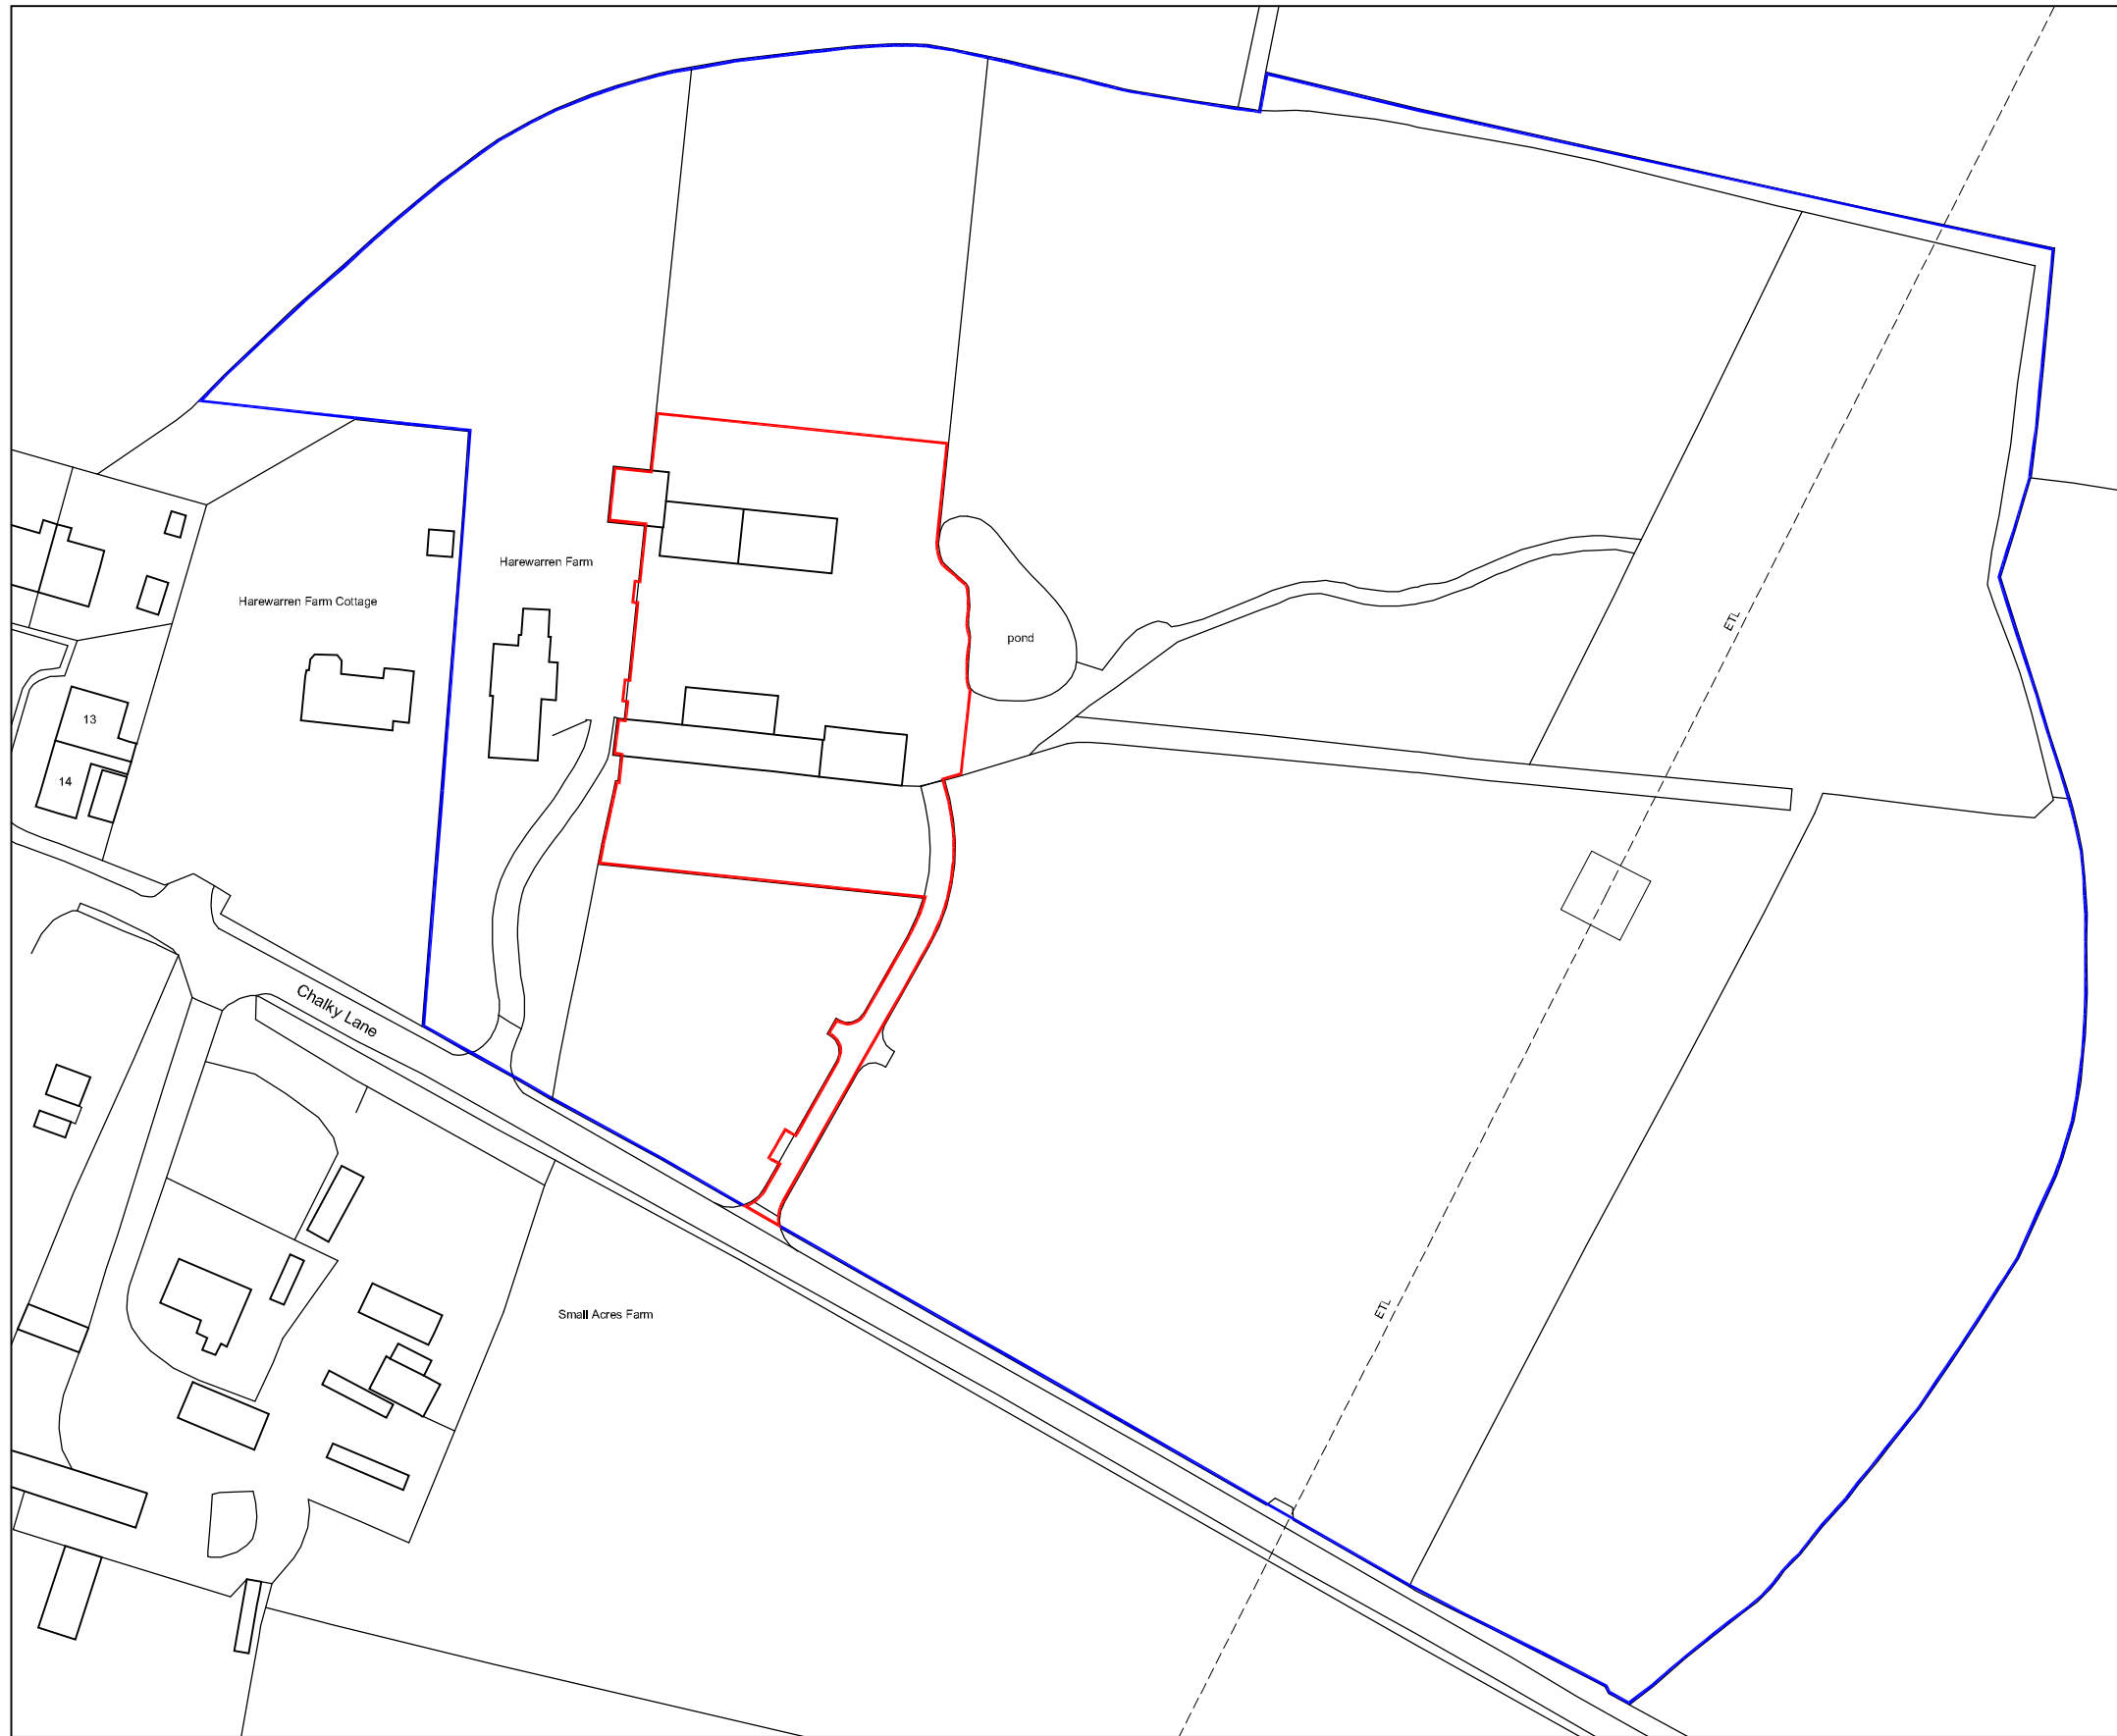 Harewarren Farm
Harewarren Farm Cottage
ETL
pond
13
14
Chalky Lane
ETL
Small Acres Farm